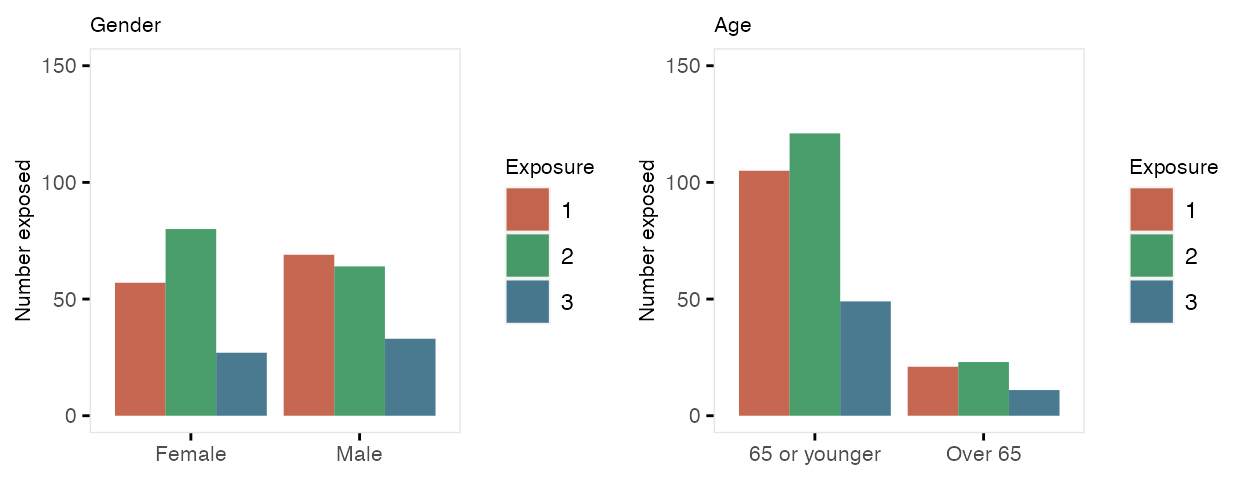 Gender
150
100
50
0
Number exposed
Female Male
Exposure
1
2
3
Age
150
100
50
0
Number exposed
65 or younger Over 65
Exposure
1
2
3